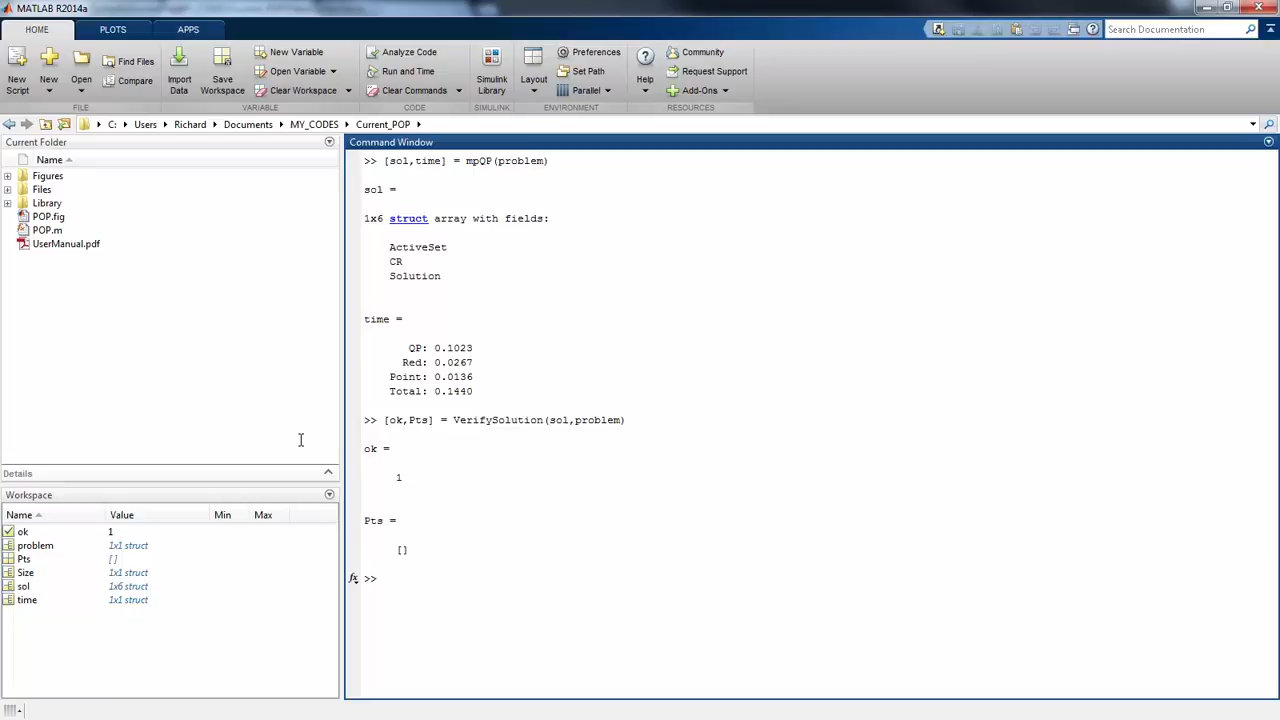 MATLAB R2014a
HOME PLOTS APPS
Search Documentation
New Script
New
Open
Find Files
Compare
Import Data
Save Workspace
New Variable
Open Variable
Clear Workspace
Analyze Code
Run and Time
Clear Commands
Simulink Library
Layout
Preferences
Set Path
Parallel
Help
Community
Request Support
Add-Ons
FILE VARIABLE CODE SIMULINK ENVIRONMENT RESOURCES
C: Users Richard Documents MY_CODES Current_POP
Current Folder
Name
Figures
Files
Library
POP.fig
POP.m
UserManual.pdf
Details
Workspace
Name Value Min Max
ok 1
problem 1x1 struct
Pts []
Size 1x1 struct
sol 1x6 struct
time 1x1 struct
Command Window
>> [sol,time] = mpQP(problem)
sol =
1x6 struct array with fields:
ActiveSet
CR
Solution
time =
QP: 0.1023
Red: 0.0267
Point: 0.0136
Total: 0.1440
>> [ok,Pts] = VerifySolution(sol,problem)
ok =
1
Pts =
[]
fx >>